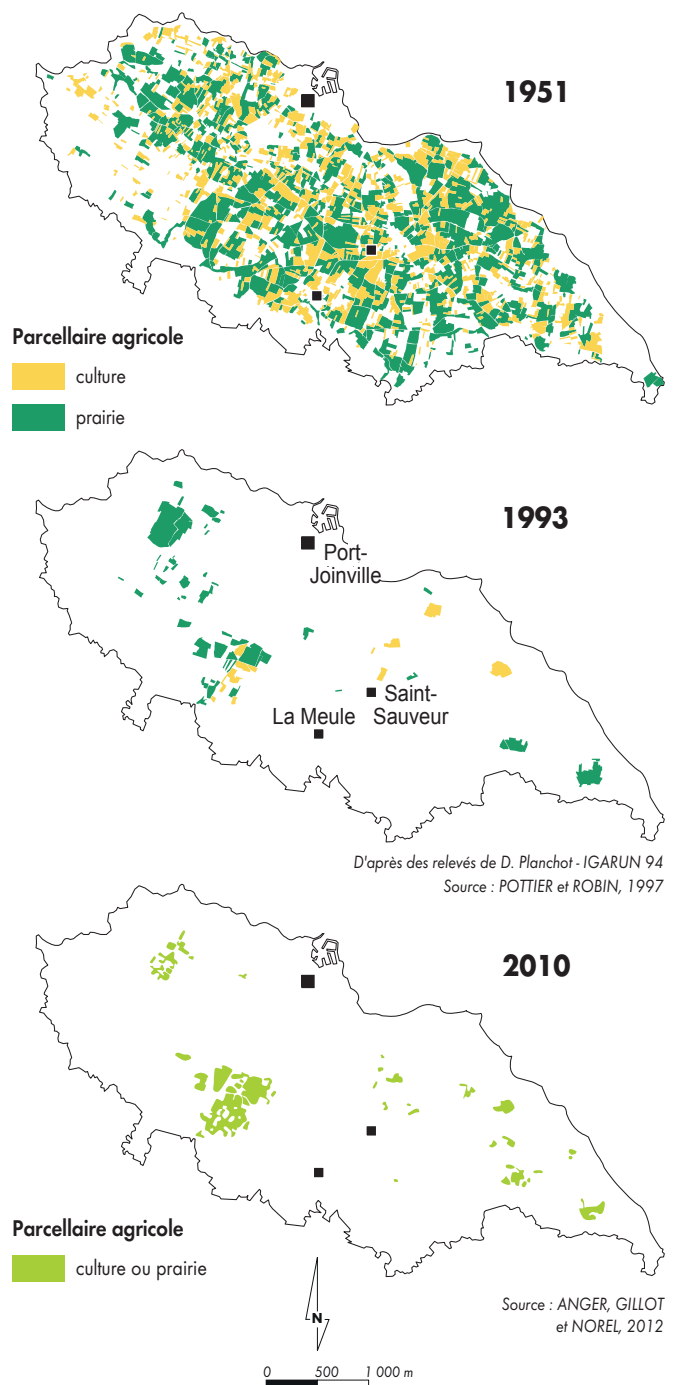 1951
Parcellaire agricole
culture
prairie
1993
Port-
Joinville
Saint-
Sauveur
La Meule
D'après des relevés de D. Planchot - IGARUN 94
Source : POTTIER et ROBIN, 1997
2010
Parcellaire agricole
culture ou prairie
Source : ANGER, GILLOT
et NOREL, 2012
N
0 500 1 000 m